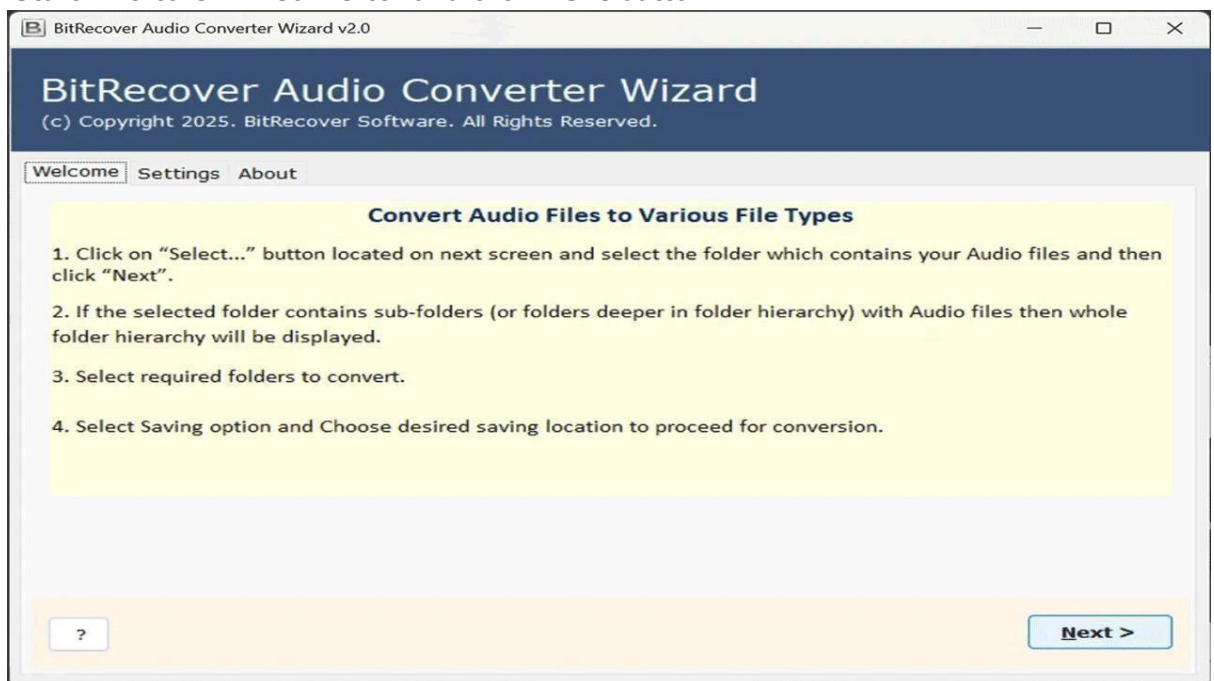 BitRecover Audio Converter Wizard v2.0
BitRecover Audio Converter Wizard
(c) Copyright 2025. BitRecover Software. All Rights Reserved.
Welcome Settings About
Convert Audio Files to Various File Types
1. Click on “Select...” button located on next screen and select the folder which contains your Audio files and then
click “Next”.
2. If the selected folder contains sub-folders (or folders deeper in folder hierarchy) with Audio files then whole
folder hierarchy will be displayed.
3. Select required folders to convert.
4. Select Saving option and Choose desired saving location to proceed for conversion.
? Next >